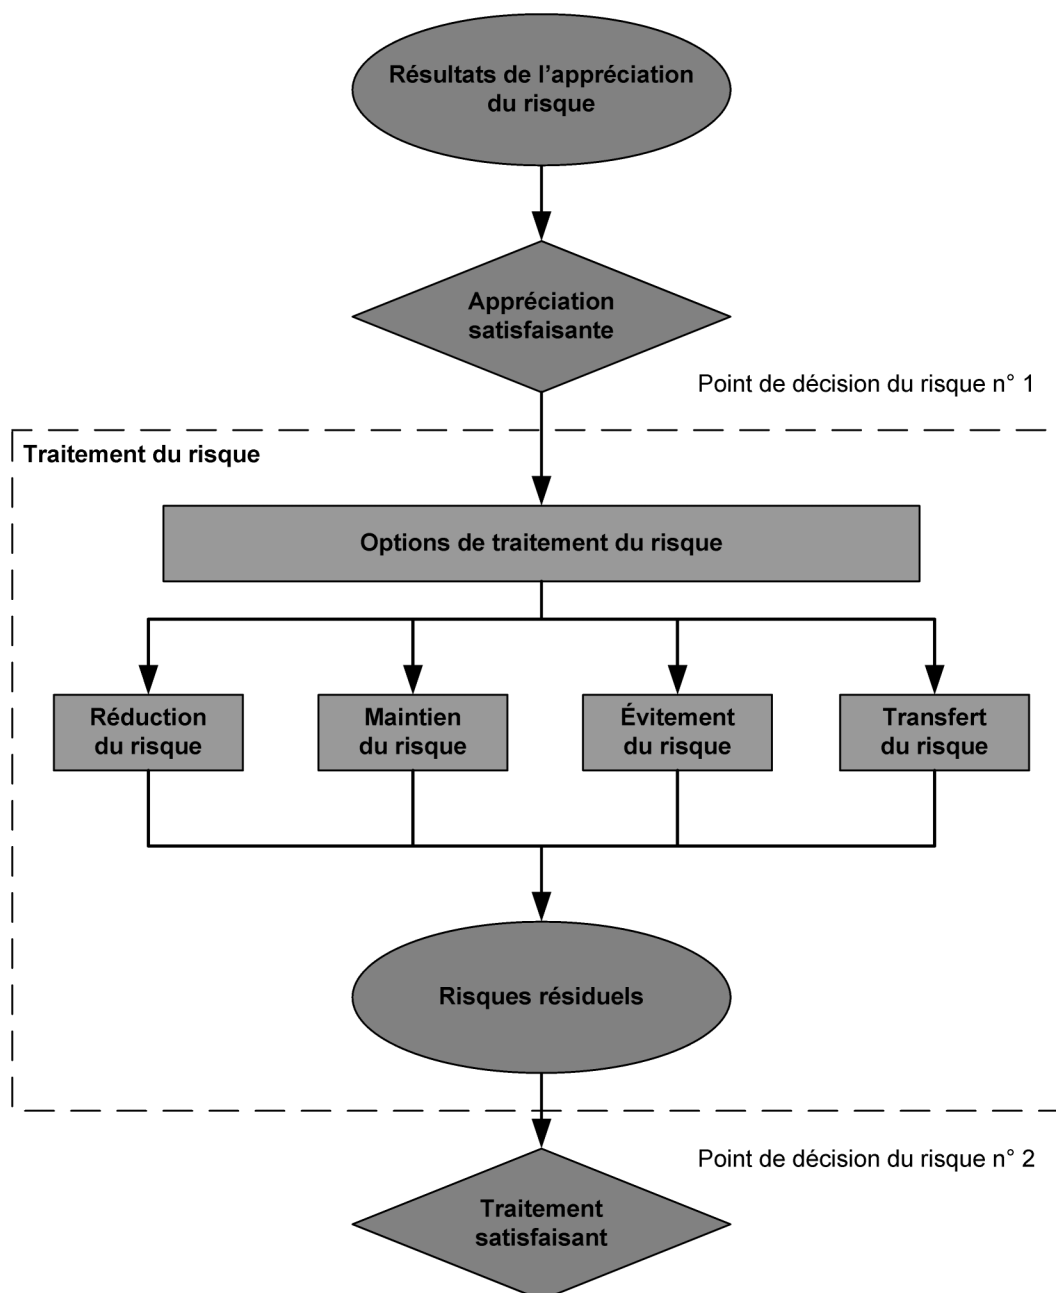 Résultats de l’appréciation
du risque
Appréciation
satisfaisante
Point de décision du risque n° 1
Traitement du risque
Options de traitement du risque
Réduction
du risque
Maintien
du risque
Évitement
du risque
Transfert
du risque
Risques résiduels
Point de décision du risque n° 2
Traitement
satisfaisant